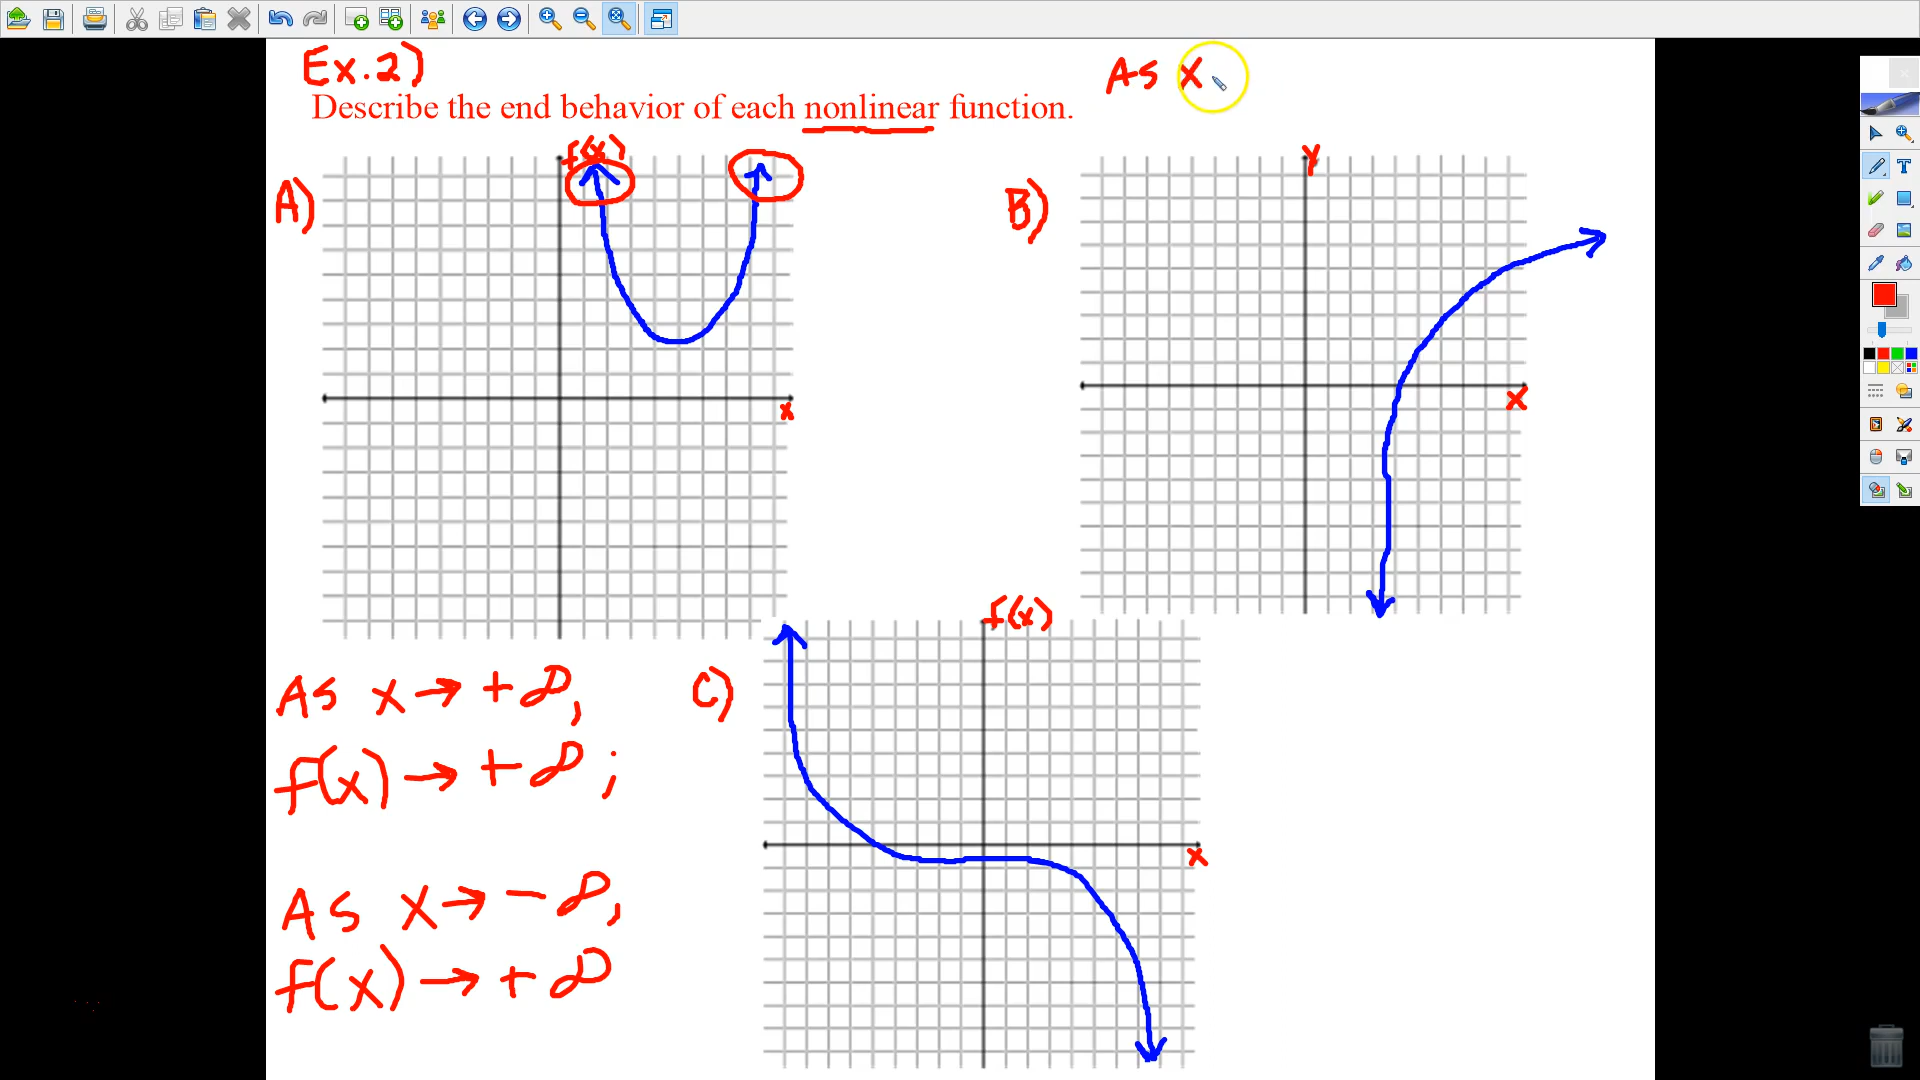 Ex.2)
As x
Describe the end behavior of each nonlinear function.
f(x)
y
A)
B)
x
x
f(x)
As x → +∞,
C)
f(x) → +∞ ;
x
As x → -∞,
f(x) → +∞